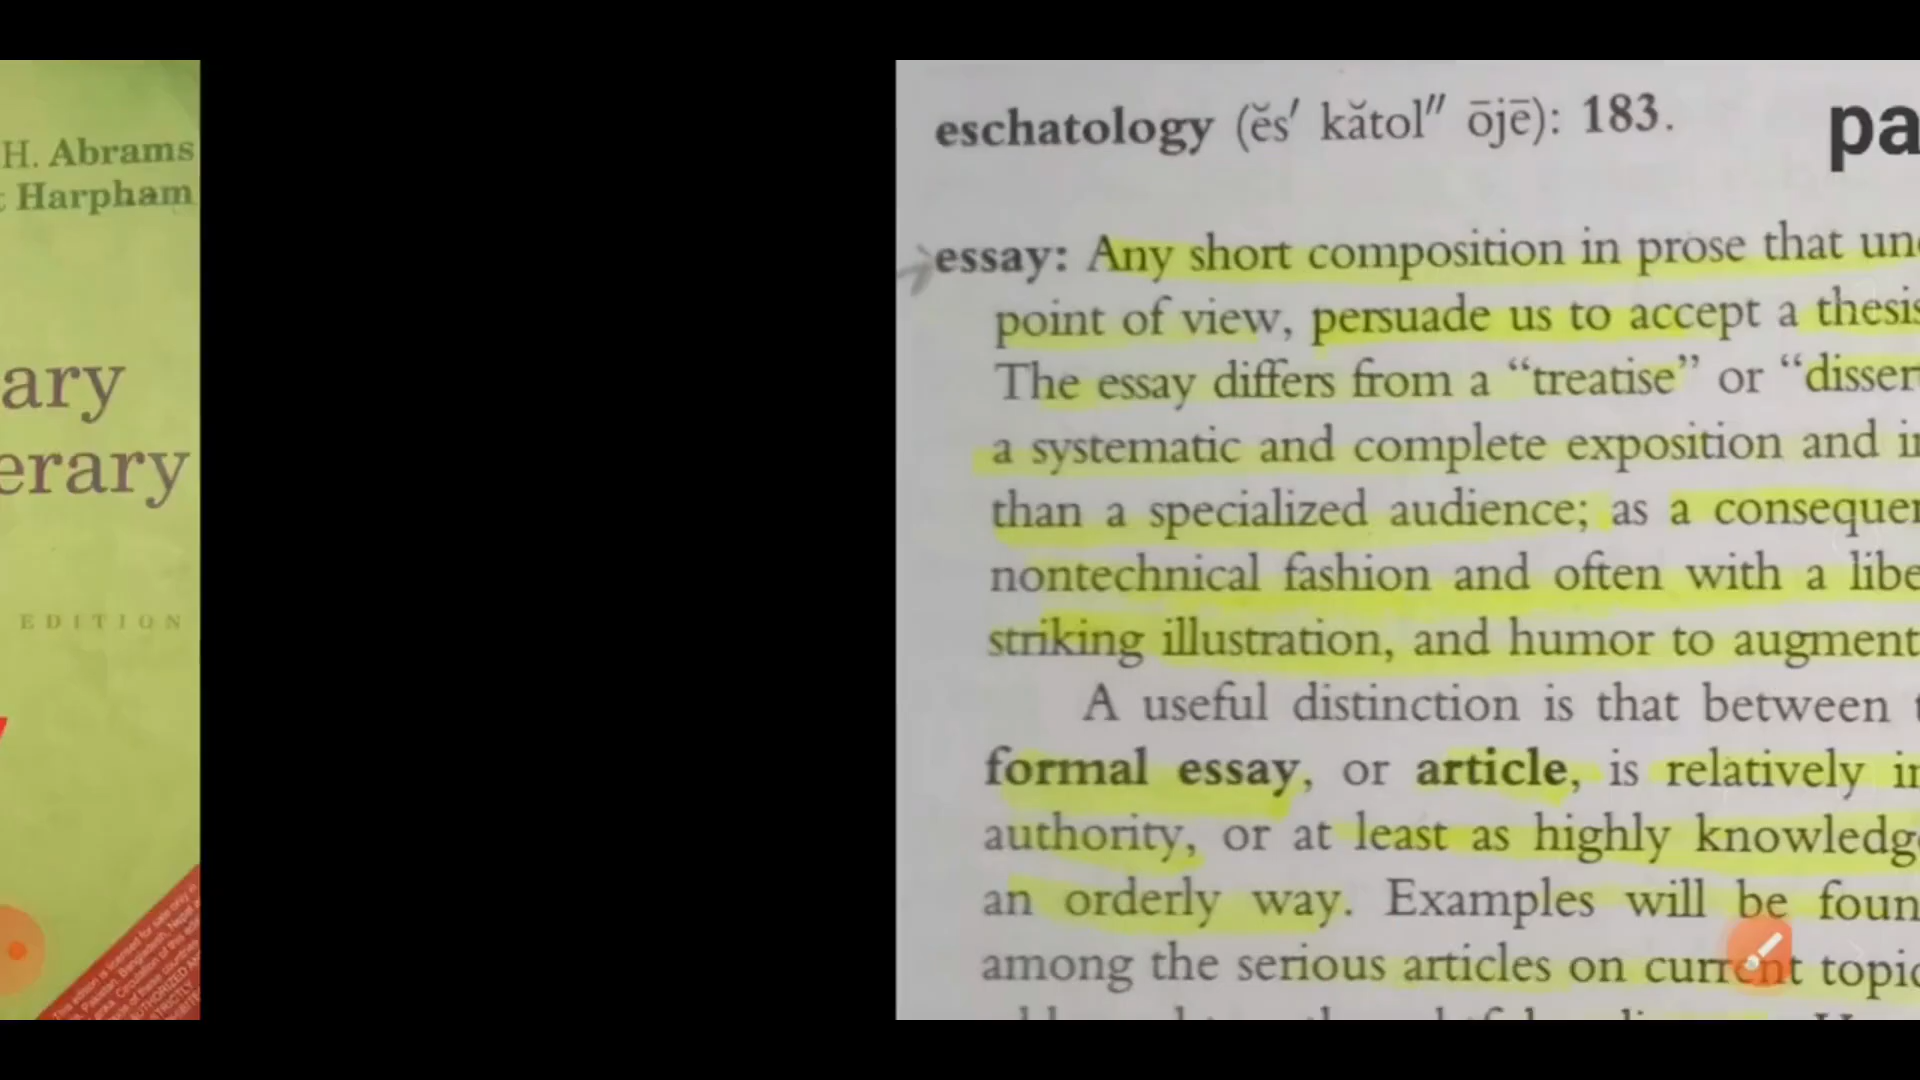 H. Abrams
Harpham
ary
erary
EDITION
eschatology (ĕs′ kătol″ ōjē): 183.
pa
essay: Any short composition in prose that un
point of view, persuade us to accept a thesis
The essay differs from a “treatise” or “dissert
a systematic and complete exposition and i
than a specialized audience; as a consequen
nontechnical fashion and often with a libe
striking illustration, and humor to augment
A useful distinction is that between t
formal essay, or article, is relatively i
authority, or at least as highly knowledg
an orderly way. Examples will be foun
among the serious articles on current topic